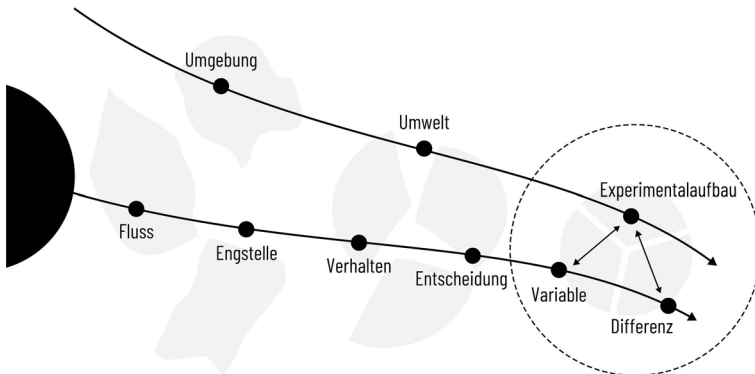 Umgebung
Umwelt
Experimentalaufbau
Fluss
Engstelle
Verhalten
Entscheidung
Variable
Differenz